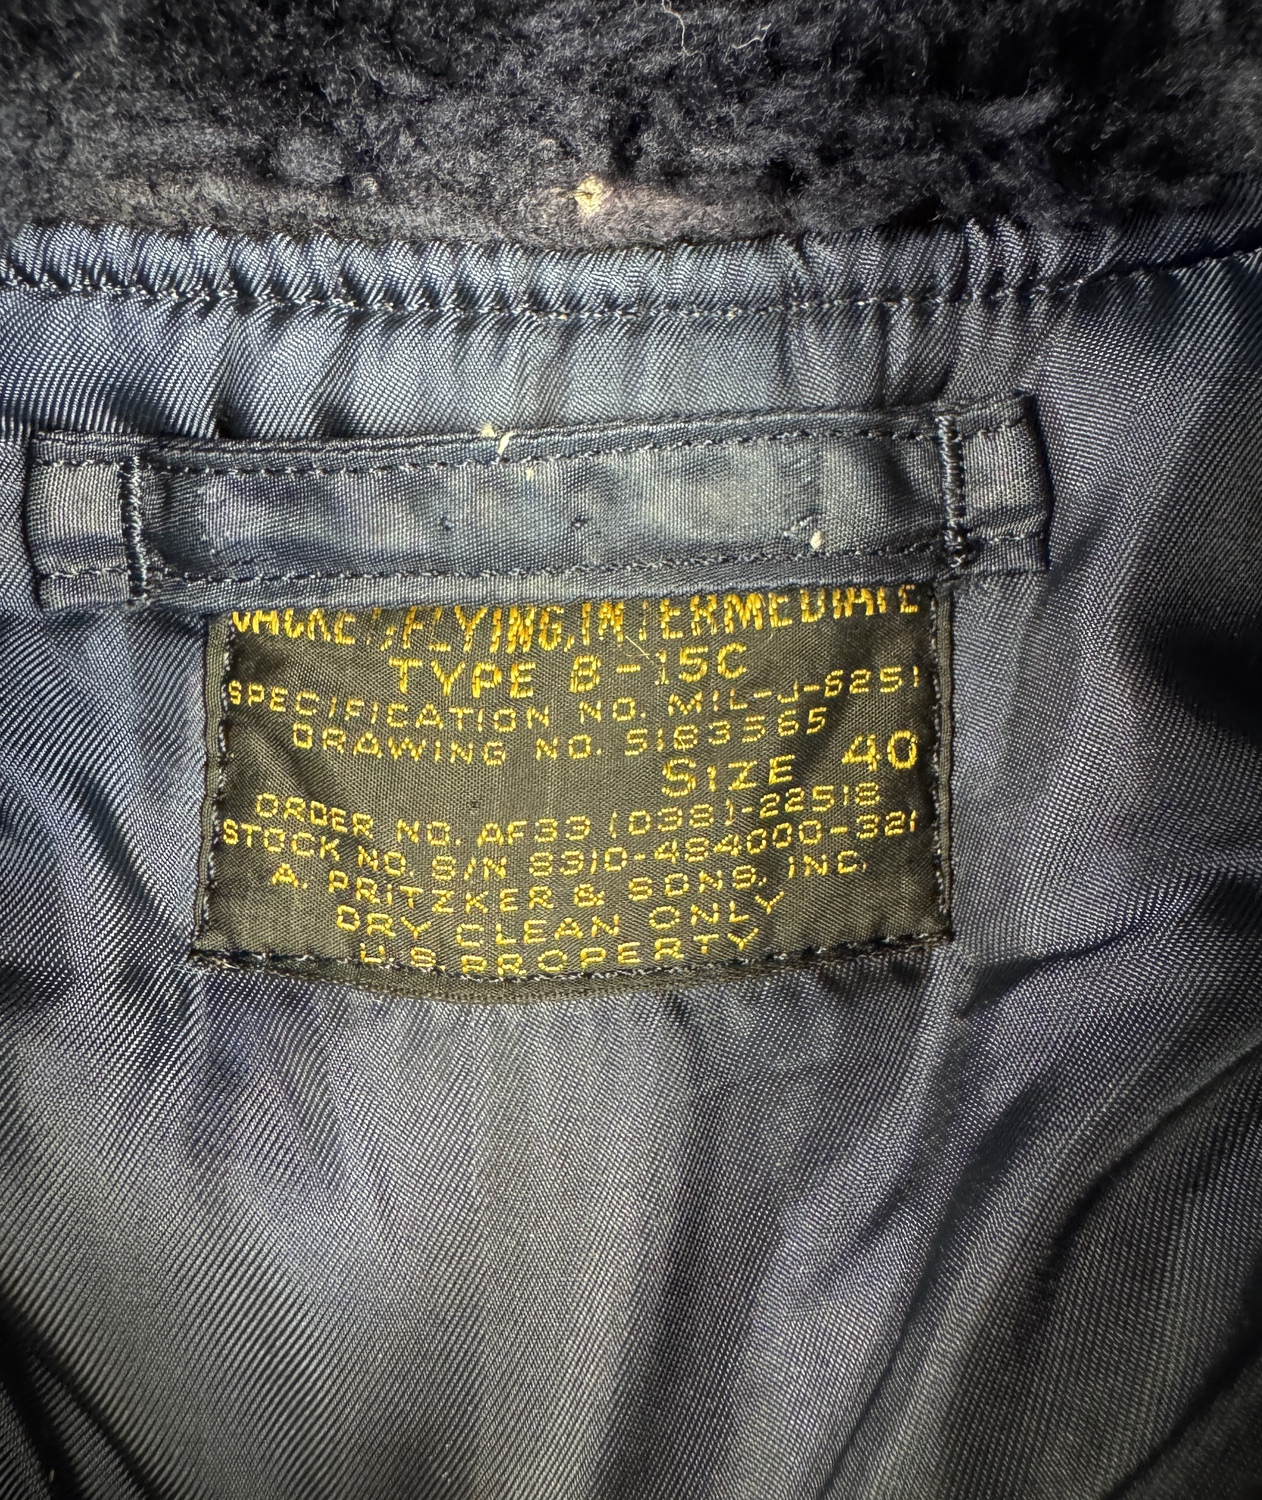 JACKET, FLYING, INTERMEDIATE
TYPE B-15C
SPECIFICATION NO. MIL-J-6251
DRAWING NO. 5163565
SIZE 40
ORDER NO. AF33 (038)-22518
STOCK NO. S/N 8310-484000-321
A. PRITZKER & SONS, INC.
DRY CLEAN ONLY
U.S. PROPERTY